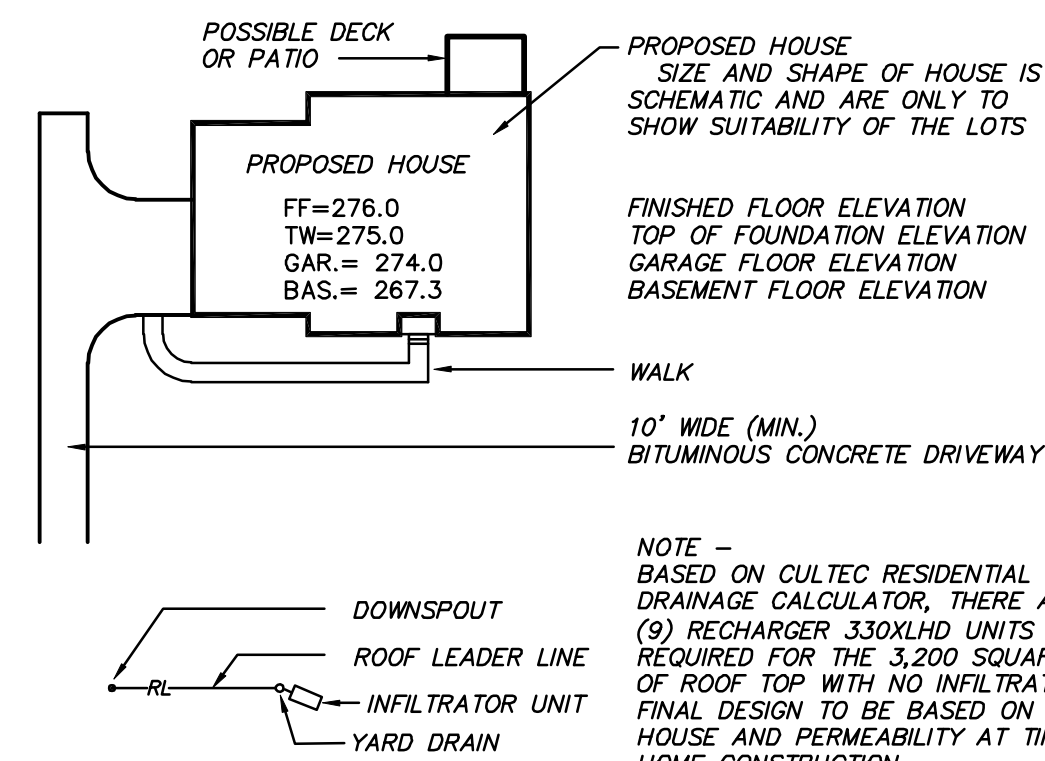 POSSIBLE DECK
OR PATIO
PROPOSED HOUSE
SIZE AND SHAPE OF HOUSE IS
SCHEMATIC AND ARE ONLY TO
SHOW SUITABILITY OF THE LOTS
PROPOSED HOUSE
FF=276.0
TW=275.0
GAR.= 274.0
BAS.= 267.3
FINISHED FLOOR ELEVATION
TOP OF FOUNDATION ELEVATION
GARAGE FLOOR ELEVATION
BASEMENT FLOOR ELEVATION
WALK
10' WIDE (MIN.)
BITUMINOUS CONCRETE DRIVEWAY
DOWNSPOUT
RL
ROOF LEADER LINE
INFILTRATOR UNIT
YARD DRAIN
NOTE –
BASED ON CULTEC RESIDENTIAL
DRAINAGE CALCULATOR, THERE
(9) RECHARGER 330XLHD UNITS
REQUIRED FOR THE 3,200
OF ROOF TOP WITH NO
FINAL DESIGN TO BE BASED ON
HOUSE AND PERMEABILITY AT
HOME CONSTRUCTION